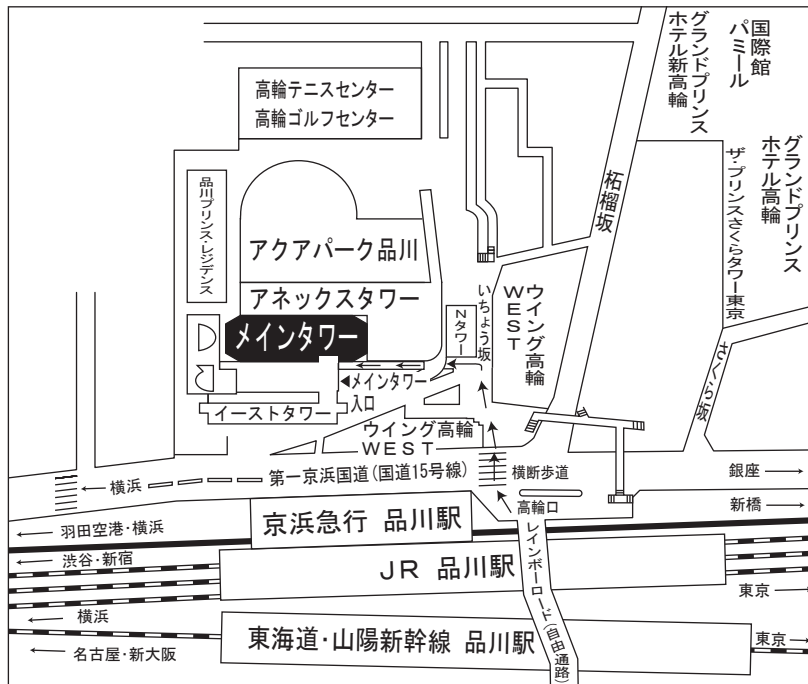 高輪テニスセンター
高輪ゴルフセンター
国際館
パミール
グランドプリンス
ホテル新高輪
グランドプリンス
ホテル高輪
ザ・プリンスさくらタワー東京
柘榴坂
品川プリンス・レジデンス
アクアパーク品川
アネックスタワー
メインタワー
Nタワー
いちょう坂
ウイング高輪
WEST
さくら坂
メインタワー
入口
イーストタワー
ウイング高輪
WEST
横浜
第一京浜国道(国道15号線)
横断歩道
銀座
高輪口
新橋
羽田空港・横浜
京浜急行 品川駅
渋谷・新宿
JR 品川駅
レインボーロード(自由通路)
東京
横浜
東海道・山陽新幹線 品川駅
東京
名古屋・新大阪